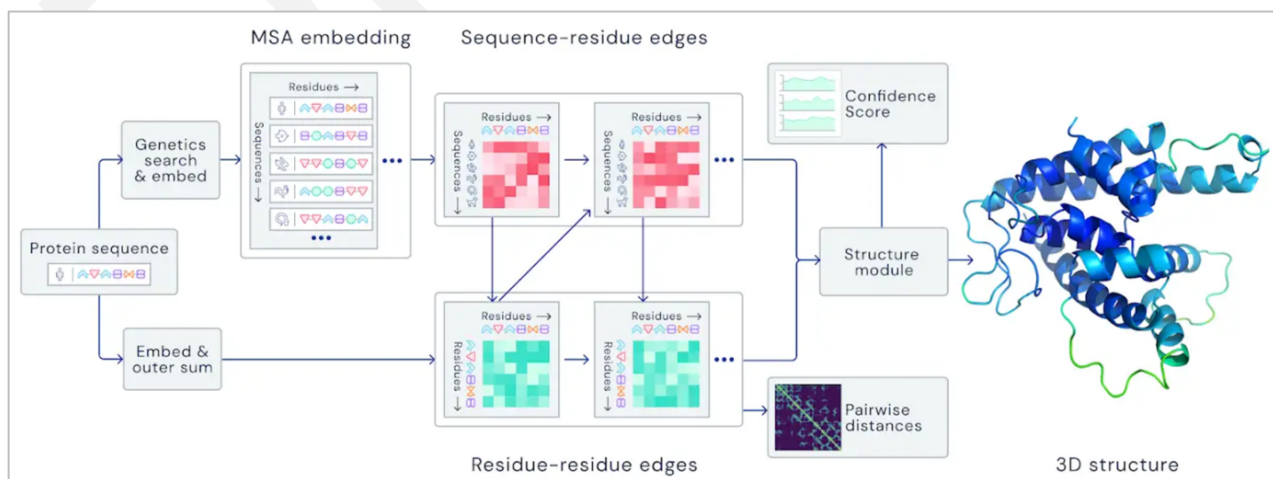 MSA embedding
Sequence-residue edges
Residues →
Sequences →
Genetics
search
& embed
Residues →
Sequences →
Residues →
Sequences →
Confidence
Score
Protein sequence
Structure
module
Embed &
outer sum
Residues →
Residues →
Residues →
Residues →
Pairwise
distances
Residue-residue edges
3D structure